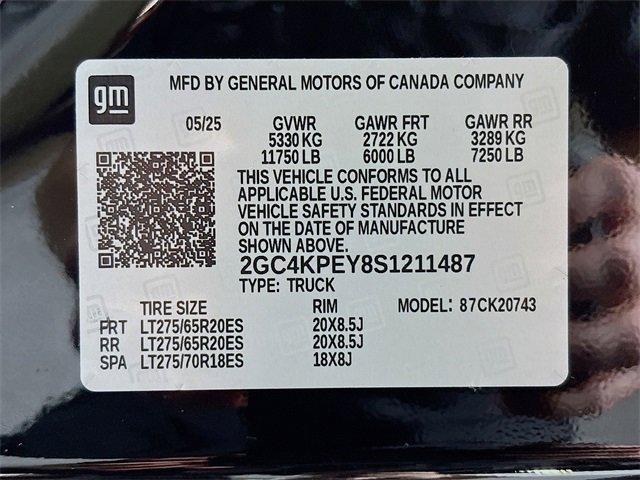 gm
MFD BY GENERAL MOTORS OF CANADA COMPANY
05/25 GVWR GAWR FRT GAWR RR
5330 KG 2722 KG 3289 KG
11750 LB 6000 LB 7250 LB
THIS VEHICLE CONFORMS TO ALL
APPLICABLE U.S. FEDERAL MOTOR
VEHICLE SAFETY STANDARDS IN EFFECT
ON THE DATE OF MANUFACTURE
SHOWN ABOVE.
2GC4KPEY8S1211487
TYPE: TRUCK
TIRE SIZE RIM MODEL: 87CK20743
FRT LT275/65R20ES 20X8.5J
RR LT275/65R20ES 20X8.5J
SPA LT275/70R18ES 18X8J